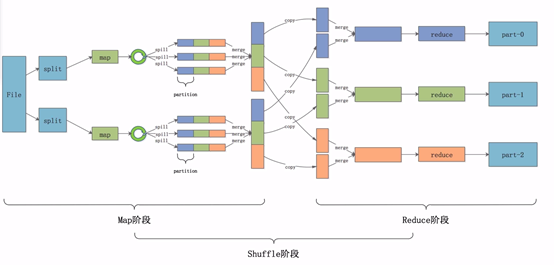 File
split
map
spill
spill
spill
merge
merge
merge
partition
split
map
spill
spill
spill
merge
merge
merge
partition
copy
copy
copy
copy
copy
copy
merge
reduce
part-0
merge
reduce
part-1
merge
reduce
part-2
Map阶段
Reduce阶段
Shuffle阶段